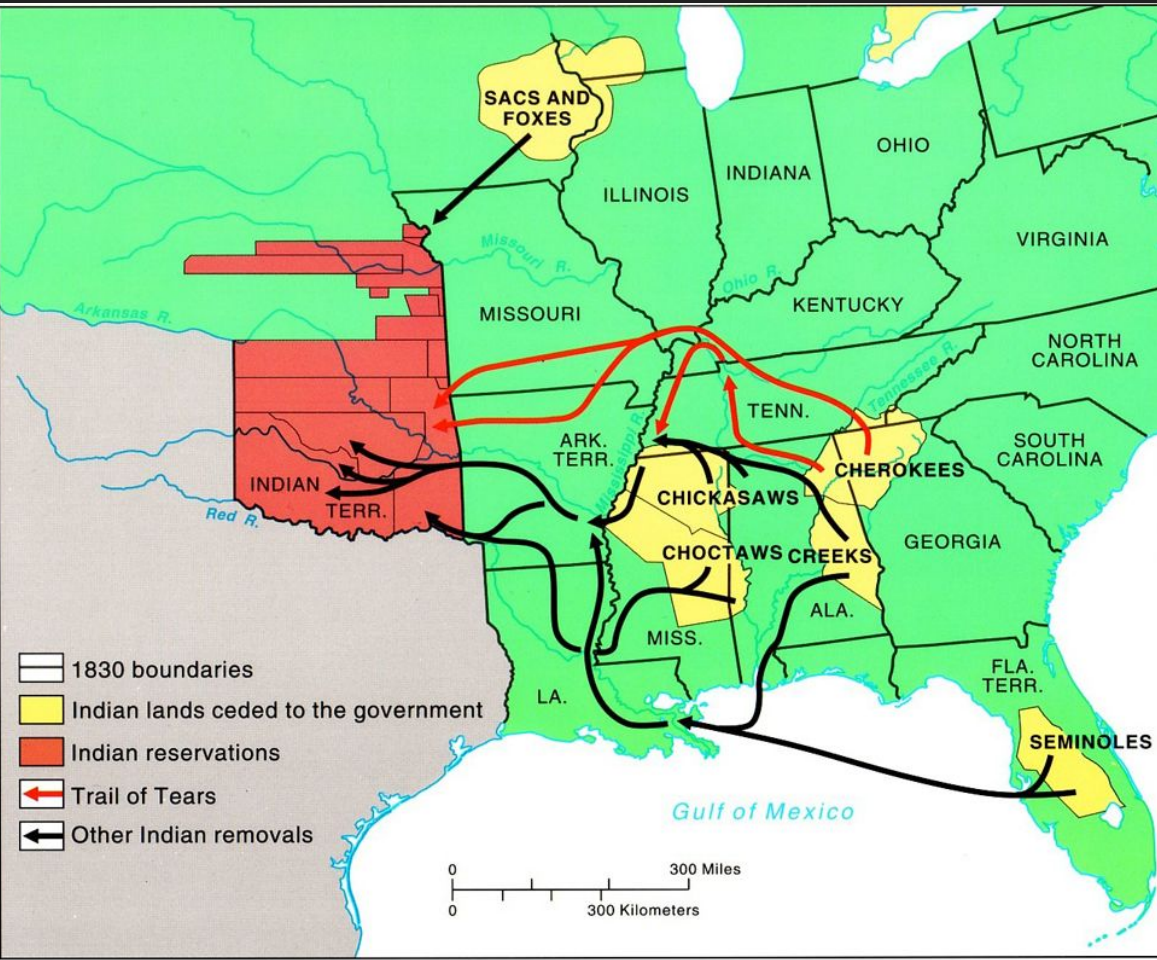 SACS AND
FOXES
OHIO
INDIANA
ILLINOIS
VIRGINIA
Missouri R.
Ohio R.
KENTUCKY
MISSOURI
Arkansas R.
NORTH
CAROLINA
Tennessee R.
TENN.
ARK.
TERR.
Mississippi R.
SOUTH
CAROLINA
CHEROKEES
INDIAN
TERR.
CHICKASAWS
Red R.
GEORGIA
CHOCTAWS
CREEKS
ALA.
MISS.
LA.
FLA.
TERR.
SEMINOLES
Gulf of Mexico
1830 boundaries
Indian lands ceded to the government
Indian reservations
Trail of Tears
Other Indian removals
0
300 Miles
0
300 Kilometers